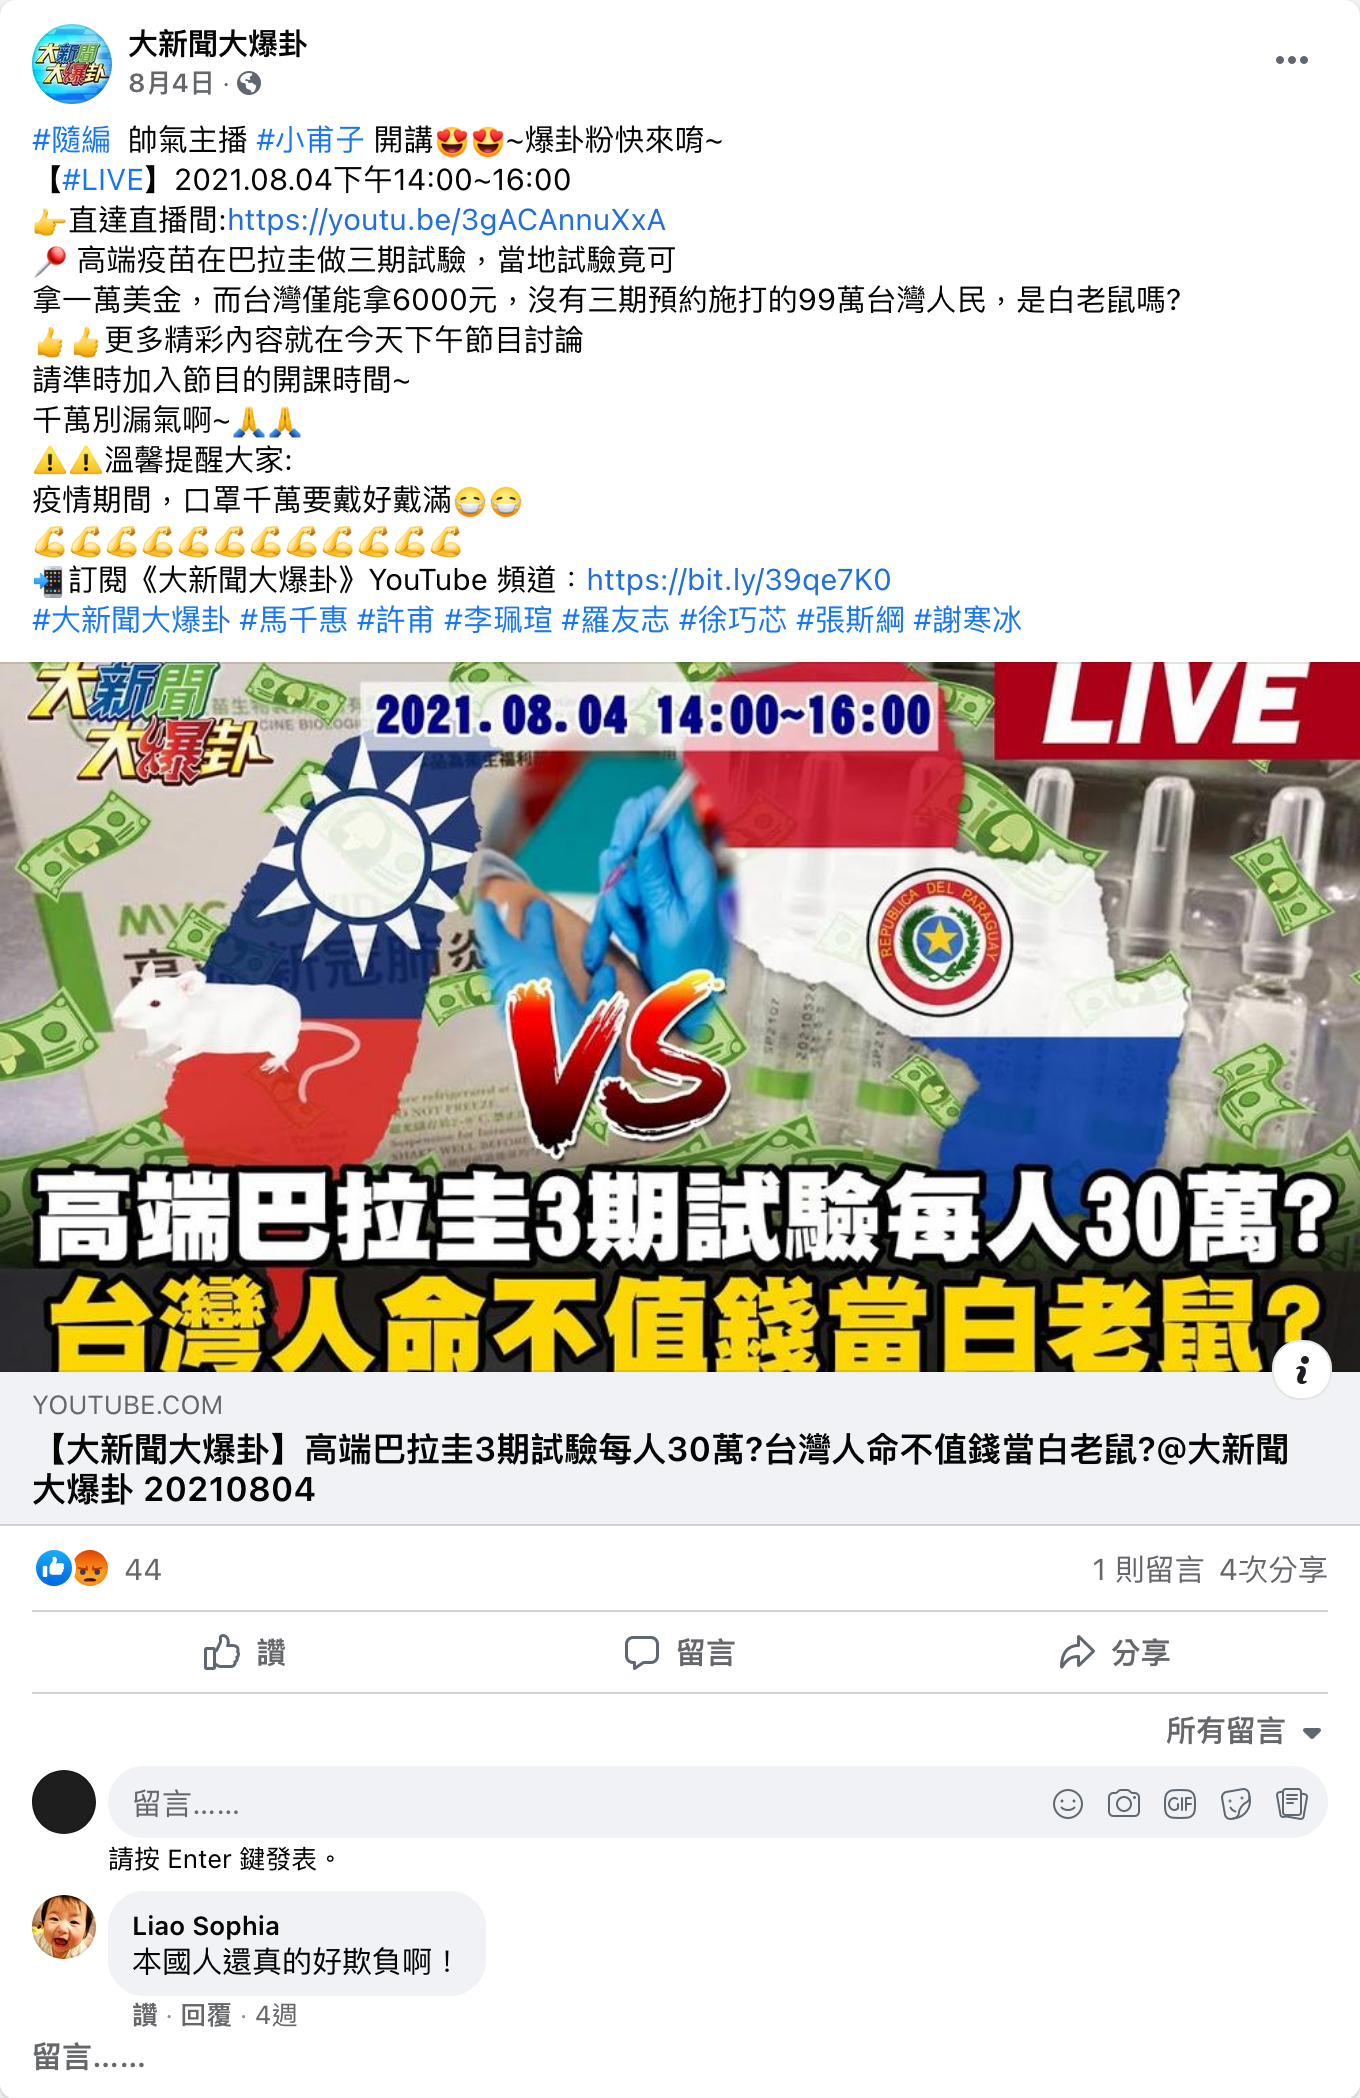 大新聞大爆卦
8月4日
#隨編 帥氣主播 #小甫子 開講😍😍~爆卦粉快來唷~
【#LIVE】2021.08.04下午14:00~16:00
👉直達直播間:https://youtu.be/3gACAnnuXxA
📍 高端疫苗在巴拉圭做三期試驗，當地試驗竟可
拿一萬美金，而台灣僅能拿6000元，沒有三期預約施打的99萬台灣人民，是白老鼠嗎?
👍👍更多精彩內容就在今天下午節目討論
請準時加入節目的開課時間~
千萬別漏氣啊~🙏🙏
⚠️⚠️溫馨提醒大家:
疫情期間，口罩千萬要戴好戴滿😷😷
💪💪💪💪💪💪💪💪💪💪💪💪
📲訂閱《大新聞大爆卦》YouTube 頻道：https://bit.ly/39qe7K0
#大新聞大爆卦 #馬千惠 #許甫 #李珮瑄 #羅友志 #徐巧芯 #張斯綱 #謝寒冰
大新聞
大爆卦
2021.08.04 14:00~16:00
LIVE
REPUBLICA DEL PARAGUAY
VS
高端巴拉圭3期試驗每人30萬?
台灣人命不值錢當白老鼠?
YOUTUBE.COM
【大新聞大爆卦】高端巴拉圭3期試驗每人30萬?台灣人命不值錢當白老鼠?@大新聞
大爆卦 20210804
44
1 則留言 4次分享
讚 留言 分享
所有留言
留言……
GIF
請按 Enter 鍵發表。
Liao Sophia
本國人還真的好欺負啊！
讚 · 回覆 · 4週
留言……